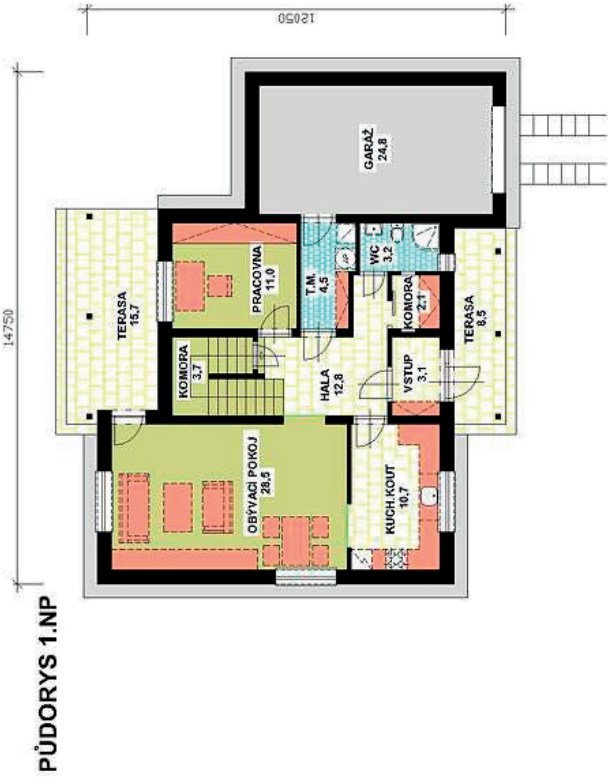 PŮDORYS 1.NP
14750
12050
TERASA
15,7
OBÝVACÍ POKOJ
28,5
KOMORA
3,7
PRACOVNA
11,0
HALA
12,8
T.M.
4,5
GARÁŽ
24,8
WC
3,2
KOMORA
2,1
VSTUP
3,1
KUCH.KOUT
10,7
TERASA
8,5